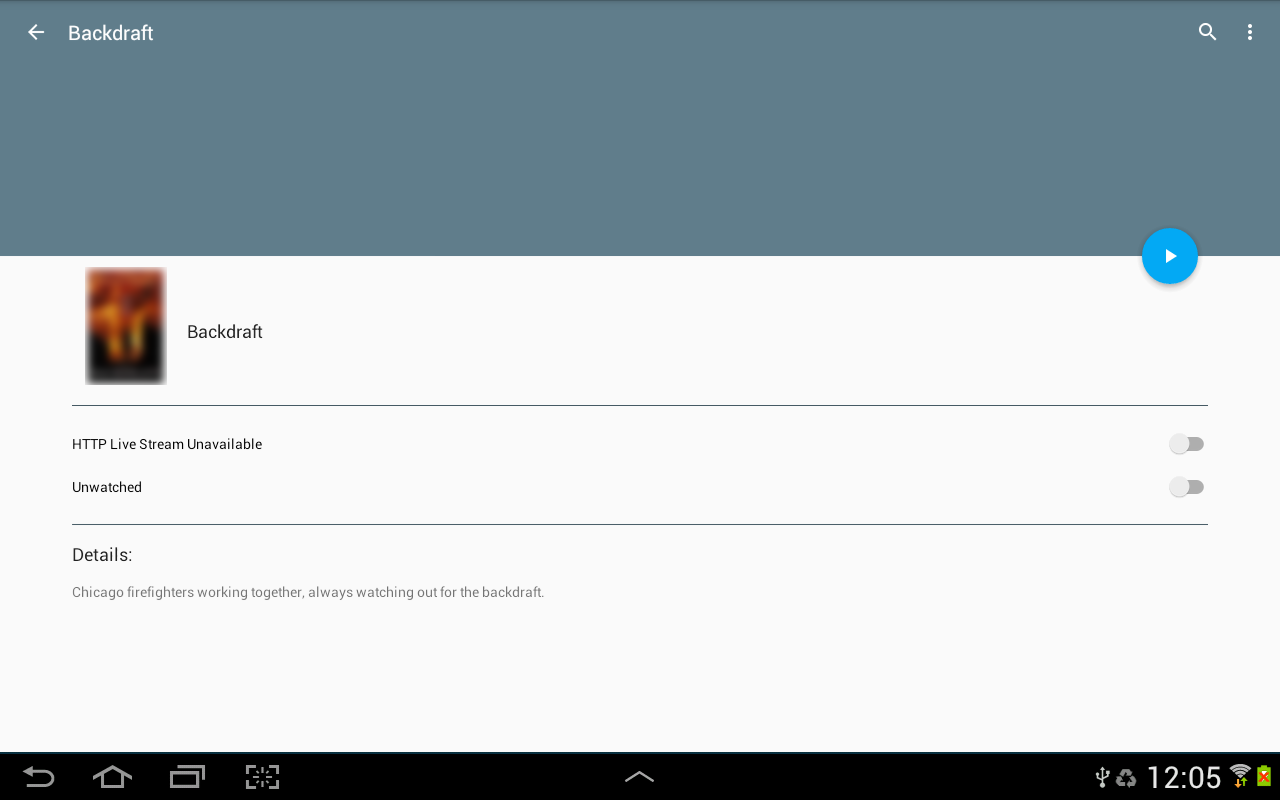 Backdraft
Backdraft
HTTP Live Stream Unavailable
Unwatched
Details:
Chicago firefighters working together, always watching out for the backdraft.
12:05